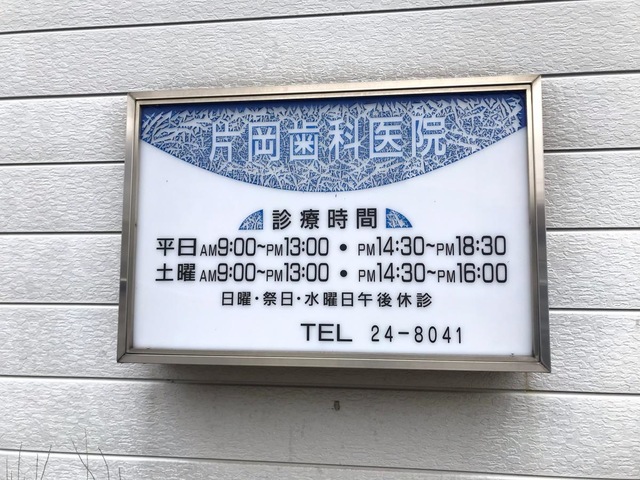 片岡歯科医院
診療時間
平日AM9:00~PM13:00 • PM14:30~PM18:30
土曜AM9:00~PM13:00 • PM14:30~PM16:00
日曜・祭日・水曜日午後休診
TEL 24-8041